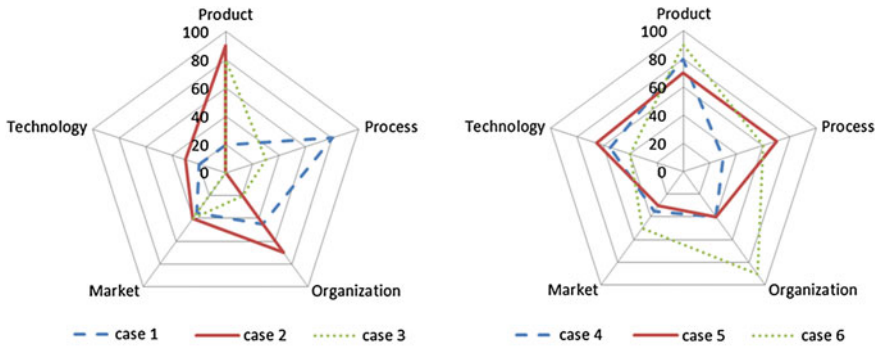 Product
100
80
60
40
20
0
Technology
Process
Market
Organization
case 1 case 2 case 3
Product
100
80
60
40
20
0
Technology
Process
Market
Organization
case 4 case 5 case 6